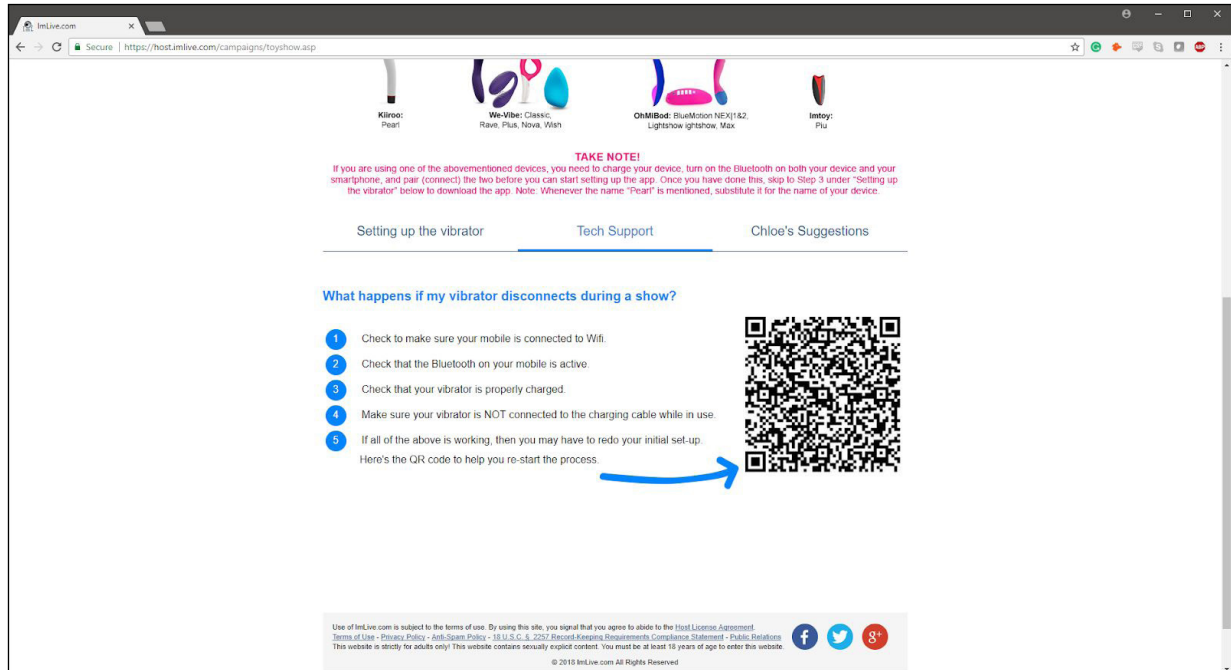 ImLive.com
Secure | https://host.imlive.com/campaigns/toyshow.asp
ABP
Kiiroo:
Pearl
We-Vibe: Classic,
Rave, Plus, Nova, Wish
OhMiBod: BlueMotion NEX|1&2,
Lightshow ightshow, Max
Imtoy:
Piu
TAKE NOTE!
If you are using one of the abovementioned devices, you need to charge your device, turn on the Bluetooth on both your device and your
smartphone, and pair (connect) the two before you can start setting up the app. Once you have done this, skip to Step 3 under "Setting up
the vibrator" below to download the app. Note: Whenever the name "Pearl" is mentioned, substitute it for the name of your device.
Setting up the vibrator
Tech Support
Chloe's Suggestions
What happens if my vibrator disconnects during a show?
1 Check to make sure your mobile is connected to Wifi.
2 Check that the Bluetooth on your mobile is active.
3 Check that your vibrator is properly charged.
4 Make sure your vibrator is NOT connected to the charging cable while in use.
5 If all of the above is working, then you may have to redo your initial set-up.
Here's the QR code to help you re-start the process.
Use of ImLive.com is subject to the terms of use. By using this site, you signal that you agree to abide to the Host License Agreement.
Terms of Use - Privacy Policy - Anti-Spam Policy - 18 U.S.C. § 2257 Record-Keeping Requirements Compliance Statement - Public Relations
This website is strictly for adults only! This website contains sexually explicit content. You must be at least 18 years of age to enter this website.
© 2018 ImLive.com All Rights Reserved